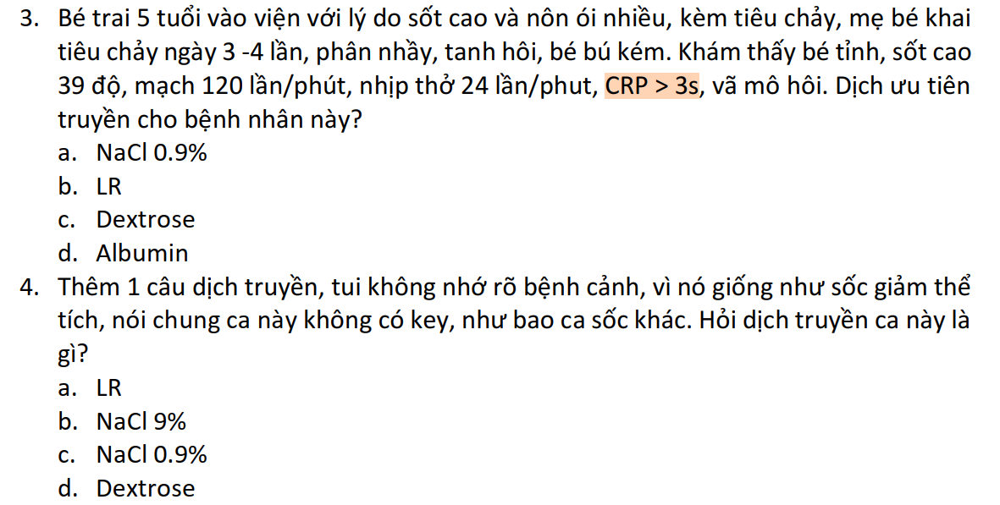 3. Bé trai 5 tuổi vào viện với lý do sốt cao và nôn ói nhiều, kèm tiêu chảy, mẹ bé khai
tiêu chảy ngày 3 -4 lần, phân nhầy, tanh hôi, bé bú kém. Khám thấy bé tỉnh, sốt cao
39 độ, mạch 120 lần/phút, nhịp thở 24 lần/phut, CRP > 3s, vã mô hôi. Dịch ưu tiên
truyền cho bệnh nhân này?
a. NaCl 0.9%
b. LR
c. Dextrose
d. Albumin
4. Thêm 1 câu dịch truyền, tui không nhớ rõ bệnh cảnh, vì nó giống như sốc giảm thể
tích, nói chung ca này không có key, như bao ca sốc khác. Hỏi dịch truyền ca này là
gì?
a. LR
b. NaCl 9%
c. NaCl 0.9%
d. Dextrose